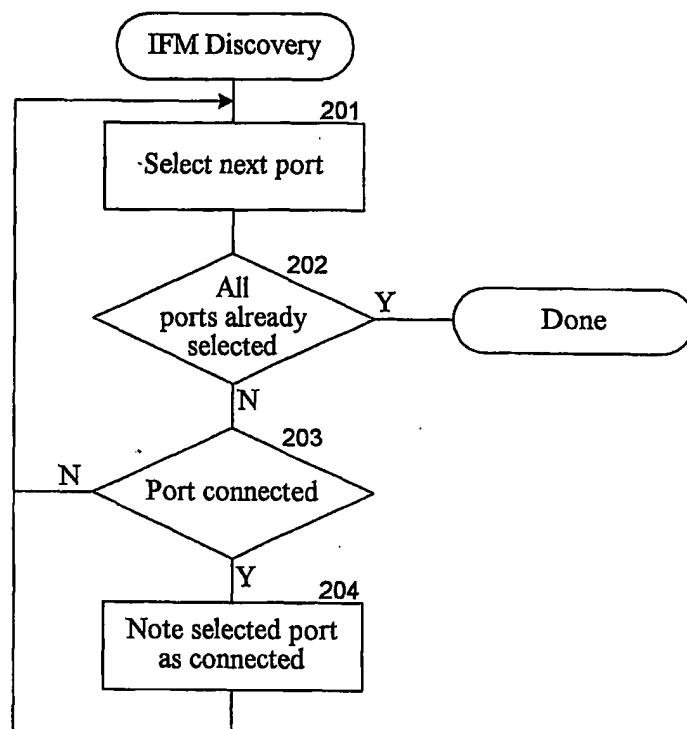 IFM Discovery
201
Select next port
202
All
ports already
selected
Y
Done
N
203
N
Port connected
Y
204
Note selected port
as connected